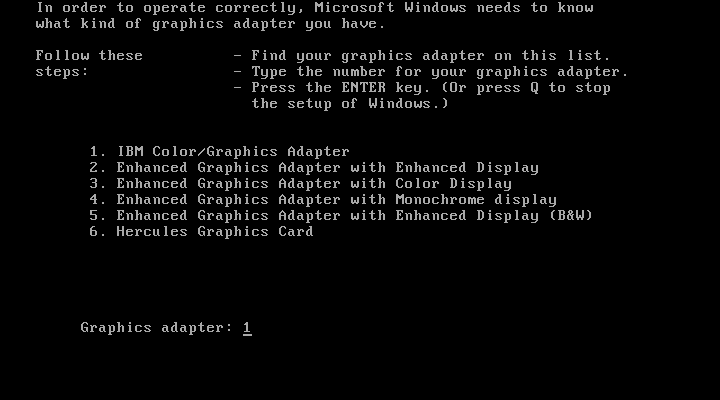 In order to operate correctly, Microsoft Windows needs to know
what kind of graphics adapter you have.
Follow these - Find your graphics adapter on this list.
steps: - Type the number for your graphics adapter.
- Press the ENTER key. (Or press Q to stop
the setup of Windows.)
1. IBM Color/Graphics Adapter
2. Enhanced Graphics Adapter with Enhanced Display
3. Enhanced Graphics Adapter with Color Display
4. Enhanced Graphics Adapter with Monochrome display
5. Enhanced Graphics Adapter with Enhanced Display (B&W)
6. Hercules Graphics Card
Graphics adapter: 1